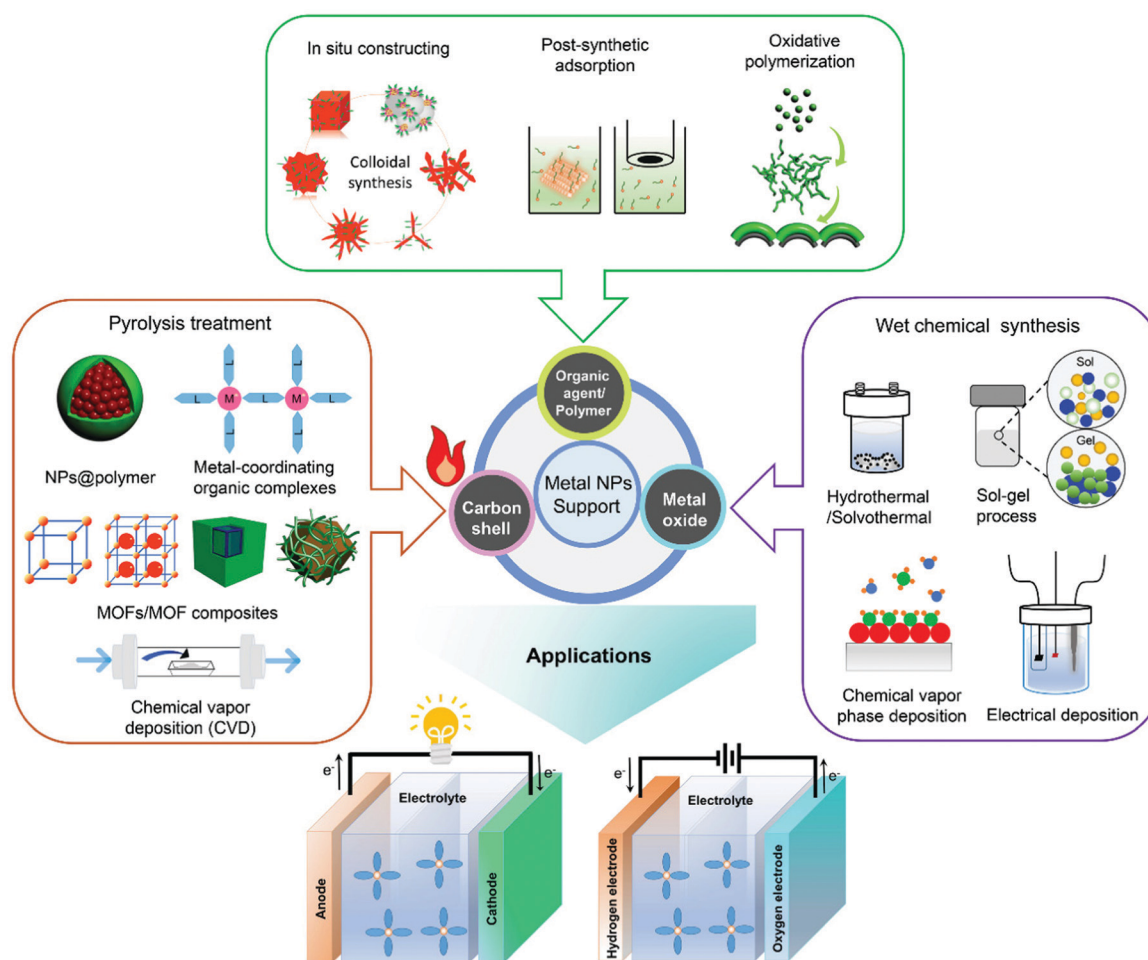 In situ constructing
Colloidal
synthesis
Post-synthetic
adsorption
Oxidative
polymerization
Pyrolysis treatment
NPs@polymer
L
L
L
M
L
M
L
L
L
Metal-coordinating
organic complexes
MOFs/MOF composites
Chemical vapor
deposition (CVD)
Organic
agent/
Polymer
Metal NPs
Support
Carbon
shell
Metal
oxide
Wet chemical synthesis
Hydrothermal
/Solvothermal
Sol
Gel
Sol-gel
process
Chemical vapor
phase deposition
Electrical deposition
Applications
e-
e-
Electrolyte
Anode
Cathode
e-
e-
Electrolyte
Hydrogen electrode
Oxygen electrode